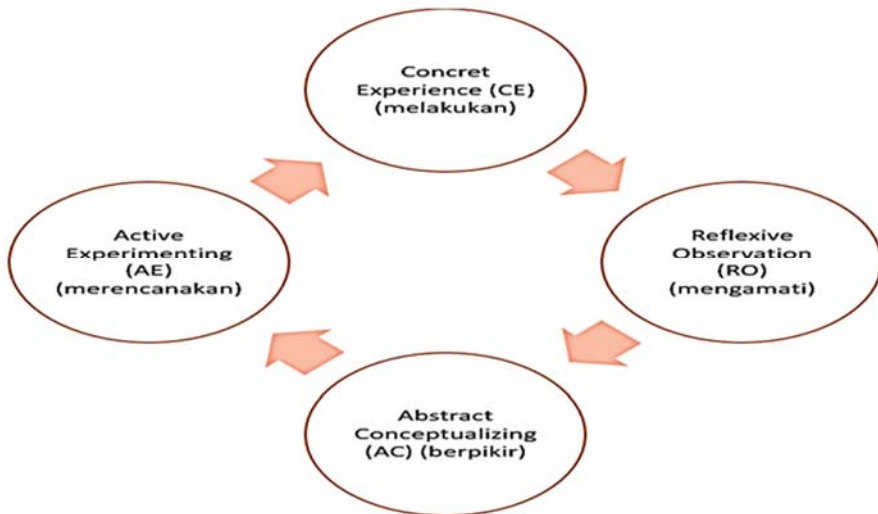 Concret
Experience (CE)
(melakukan)
Reflexive
Observation
(RO)
(mengamati)
Abstract
Conceptualizing
(AC) (berpikir)
Active
Experimenting
(AE)
(merencanakan)